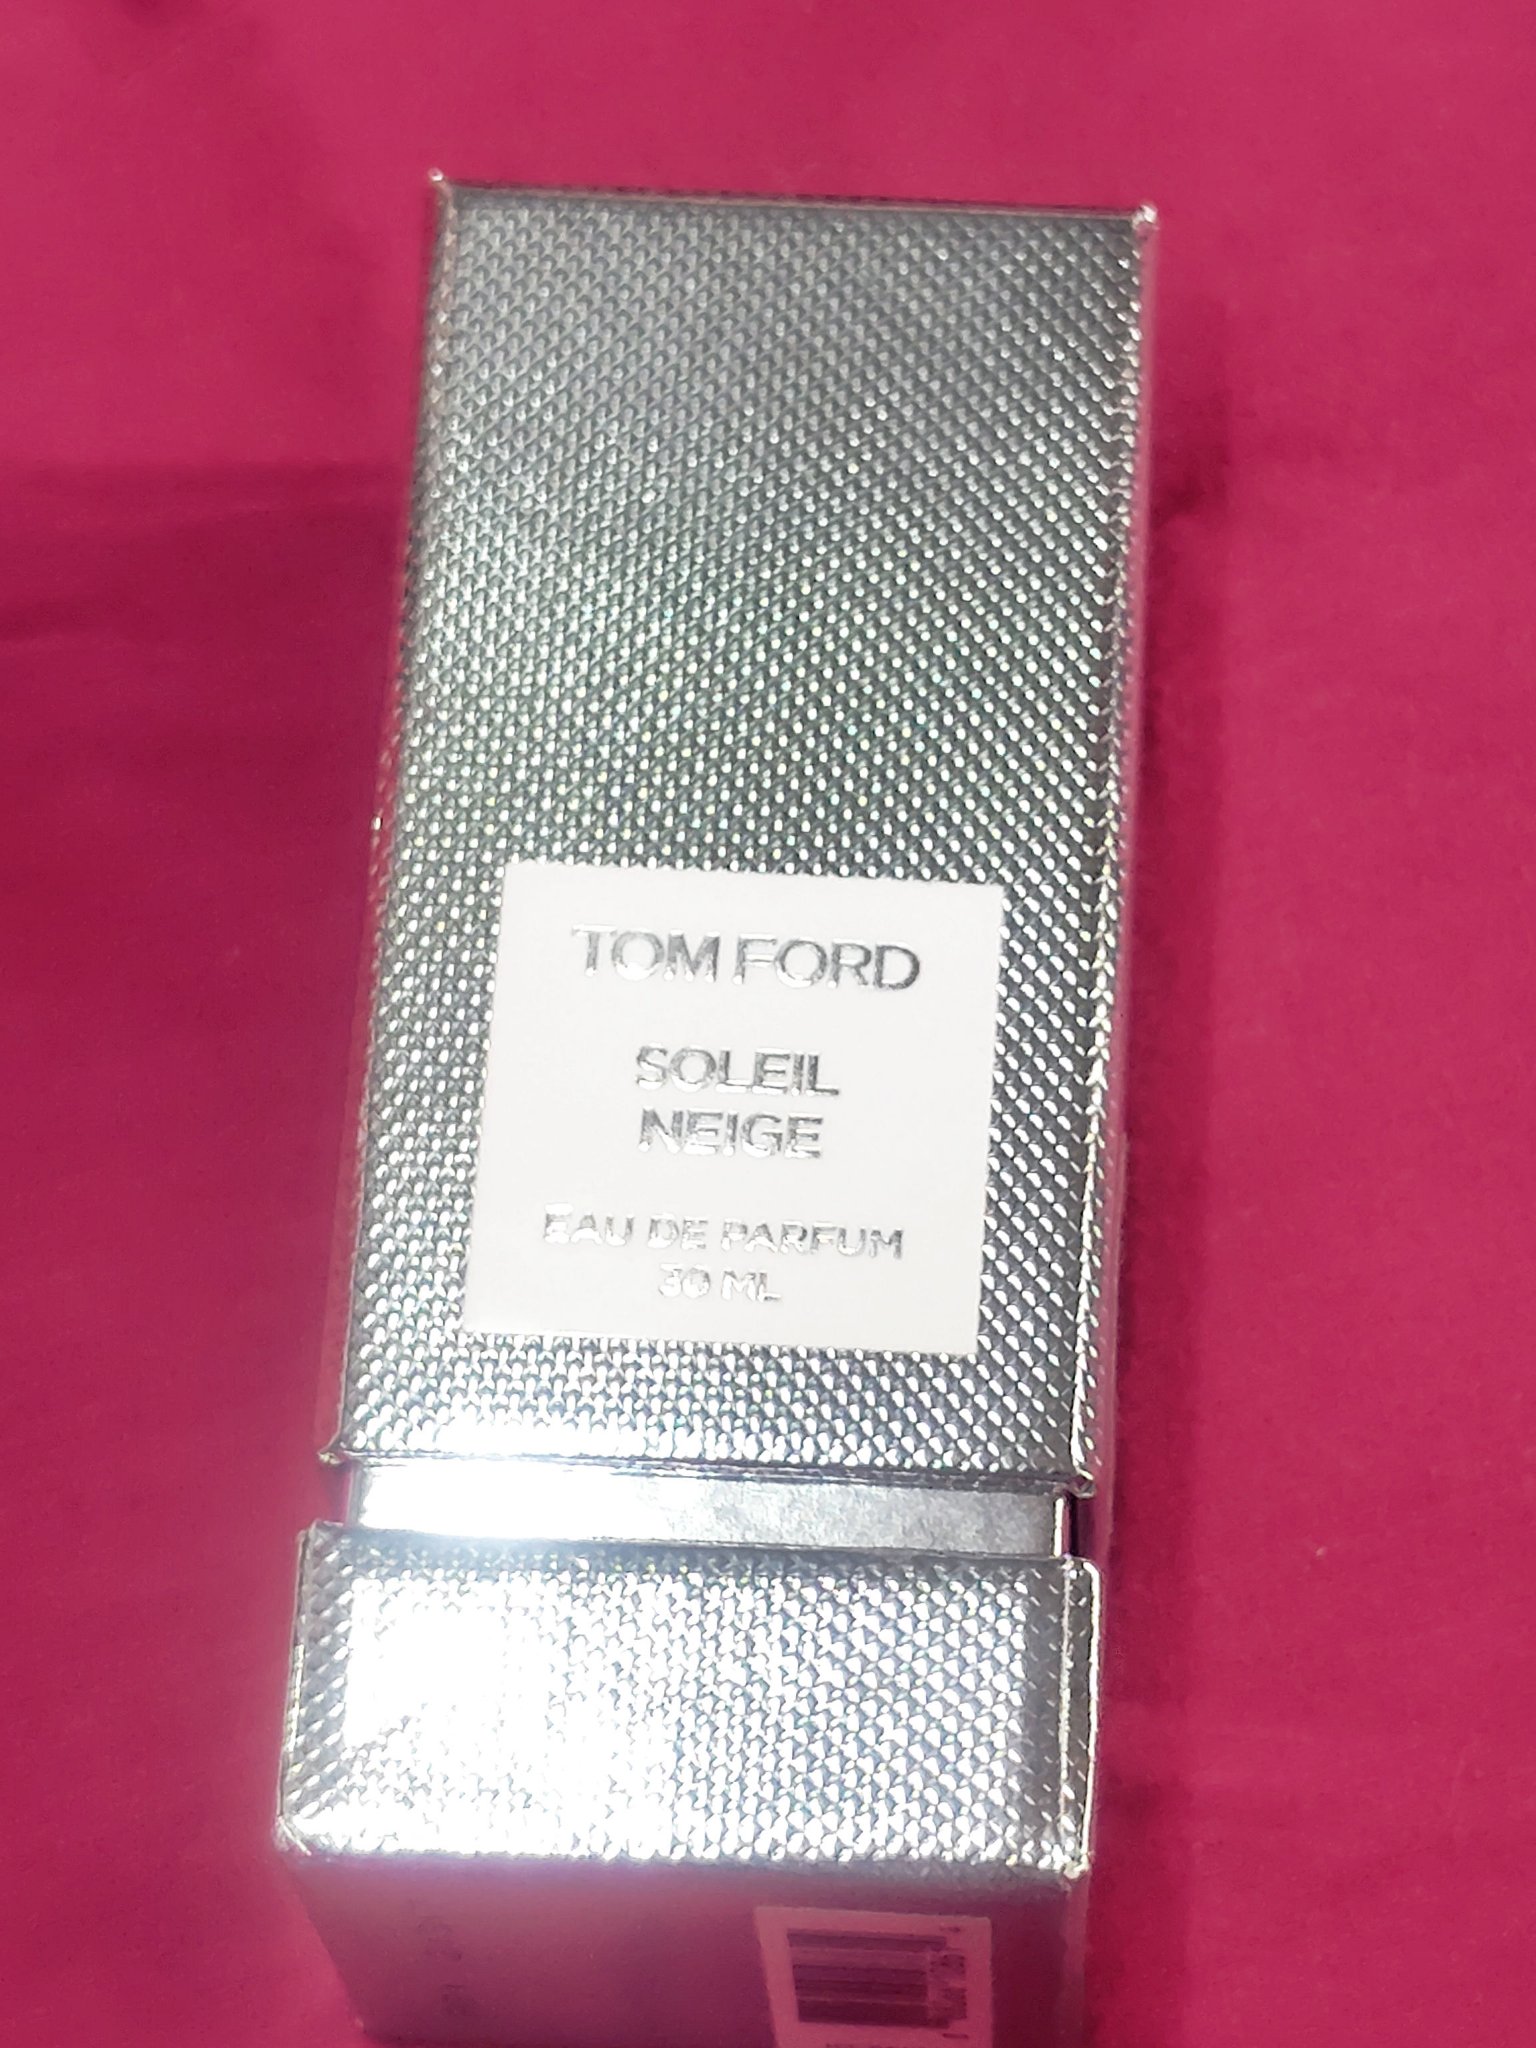 TOM FORD
SOLEIL
NEIGE
EAU DE PARFUM
30 ML